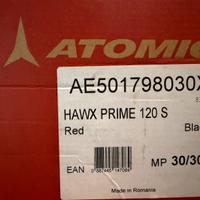 ATOMIC
AE501798030X
HAWX PRIME 120 S
Red
Bla
MP 30/30
EAN
Made in Romania